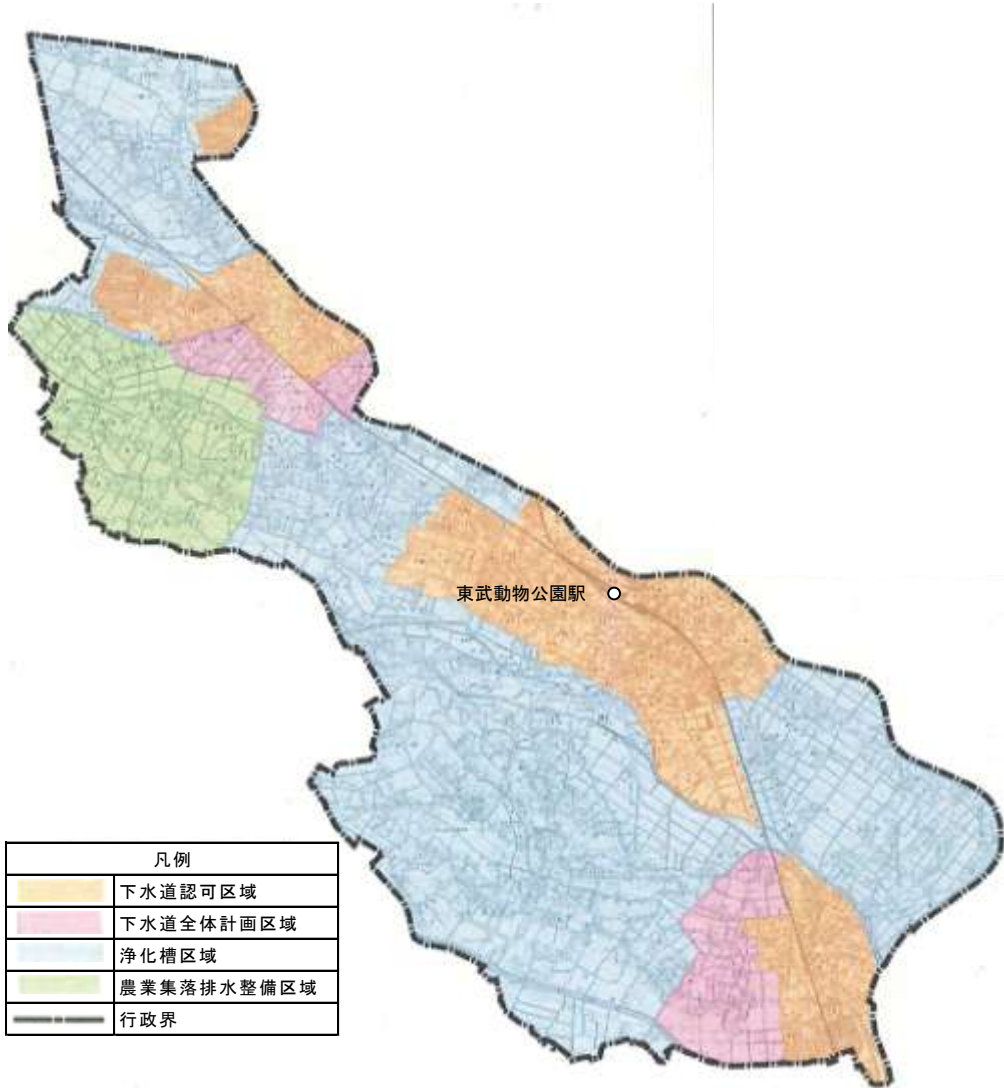 東武動物公園駅
凡例
下水道認可区域
下水道全体計画区域
浄化槽区域
農業集落排水整備区域
行政界